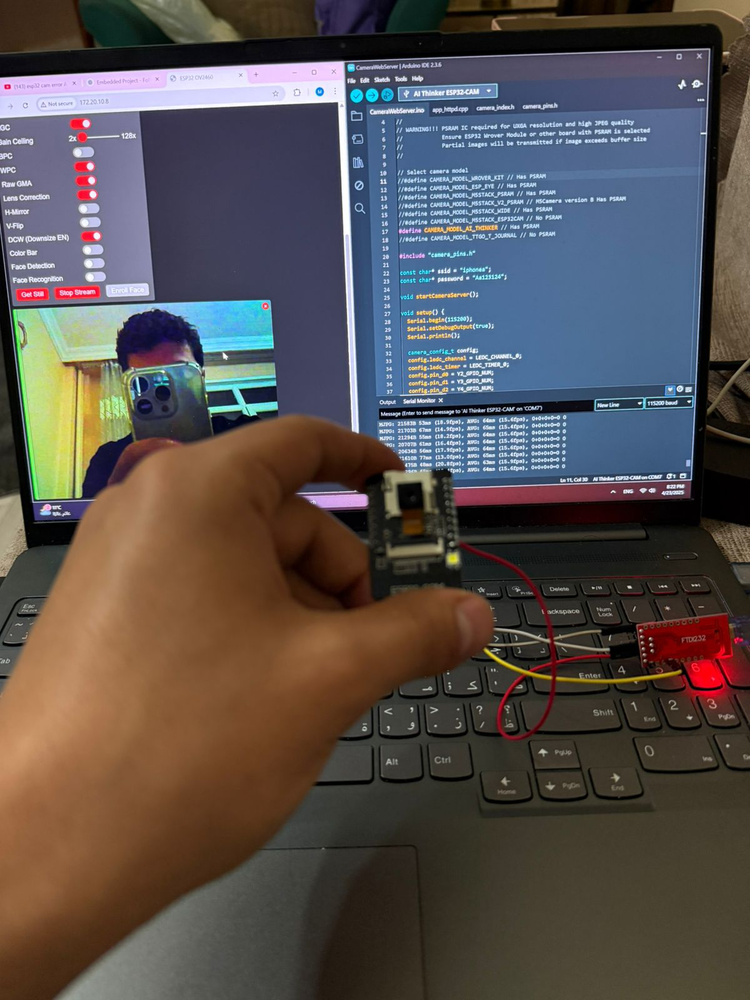 (143) esp32 cam error
Embedded Project - Fol
ESP32 OV2460
Not secure
172.20.10.8
GC
Gain Ceiling
2x
128x
BPC
WPC
Raw GMA
Lens Correction
H-Mirror
V-Flip
DCW (Downsize EN)
Color Bar
Face Detection
Face Recognition
Get Still
Stop Stream
Enroll Face
CameraWebServer | Arduino IDE 2.3.6
File Edit Sketch Tools Help
AI Thinker ESP32-CAM
CameraWebServer.ino app_httpd.cpp camera_index.h camera_pins.h
4 //
5 // WARNING!!! PSRAM IC required for UXGA resolution and high JPEG quality
6 // Ensure ESP32 Wrover Module or other board with PSRAM is selected
7 // Partial images will be transmitted if image exceeds buffer size
8 //
9
10 // Select camera model
11 //#define CAMERA_MODEL_WROVER_KIT // Has PSRAM
12 //#define CAMERA_MODEL_ESP_EYE // Has PSRAM
13 //#define CAMERA_MODEL_M5STACK_PSRAM // Has PSRAM
14 //#define CAMERA_MODEL_M5STACK_V2_PSRAM // M5Camera version B Has PSRAM
15 //#define CAMERA_MODEL_M5STACK_WIDE // Has PSRAM
16 //#define CAMERA_MODEL_M5STACK_ESP32CAM // No PSRAM
17 #define CAMERA_MODEL_AI_THINKER // Has PSRAM
18 //#define CAMERA_MODEL_TTGO_T_JOURNAL // No PSRAM
19
20 #include "camera_pins.h"
21
22 const char* ssid = "iphonea";
23 const char* password = "Aa123124";
24
25 void startCameraServer();
26
27 void setup() {
28 Serial.begin(115200);
29 Serial.setDebugOutput(true);
30 Serial.println();
31
32 camera_config_t config;
33 config.ledc_channel = LEDC_CHANNEL_0;
34 config.ledc_timer = LEDC_TIMER_0;
35 config.pin_d0 = Y2_GPIO_NUM;
36 config.pin_d1 = Y3_GPIO_NUM;
37 config.pin_d2 = Y4_GPIO_NUM;
Output Serial Monitor
Message (Enter to send message to 'AI Thinker ESP32-CAM' on 'COM7')
New Line
115200 baud
MJPG: 21583B 53ms (18.9fps), AVG: 64ms (15.6fps), 0+0+0+0=0 0
MJPG: 21703B 67ms (14.9fps), AVG: 65ms (15.4fps), 0+0+0+0=0 0
MJPG: 21294B 55ms (18.2fps), AVG: 64ms (15.6fps), 0+0+0+0=0 0
PG: 20707B 61ms (16.4fps), AVG: 64ms (15.6fps), 0+0+0+0=0 0
20634B 56ms (17.9fps), AVG: 64ms (15.6fps), 0+0+0+0=0 0
21610B 77ms (13.0fps), AVG: 65ms (15.4fps), 0+0+0+0=0 0
475B 48ms (20.8fps), AVG: 63ms (15.9fps), 0+0+0+0=0 0
AVG: 64ms (15.6fps), 0+0+0+0=0 0
Ln 11, Col 30 AI Thinker ESP32-CAM on COM7
ENG
8:22 PM
4/23/2025
11°C
Esc
FnLock
Insert
PrtSc
Delete
Backspace
Num
Lock
/
*
-
FTDI232
Enter
4
5
6
Shift
1
End
2
3
PgDn
Alt
Ctrl
PgUp
0
Ins
Home
PgDn
End